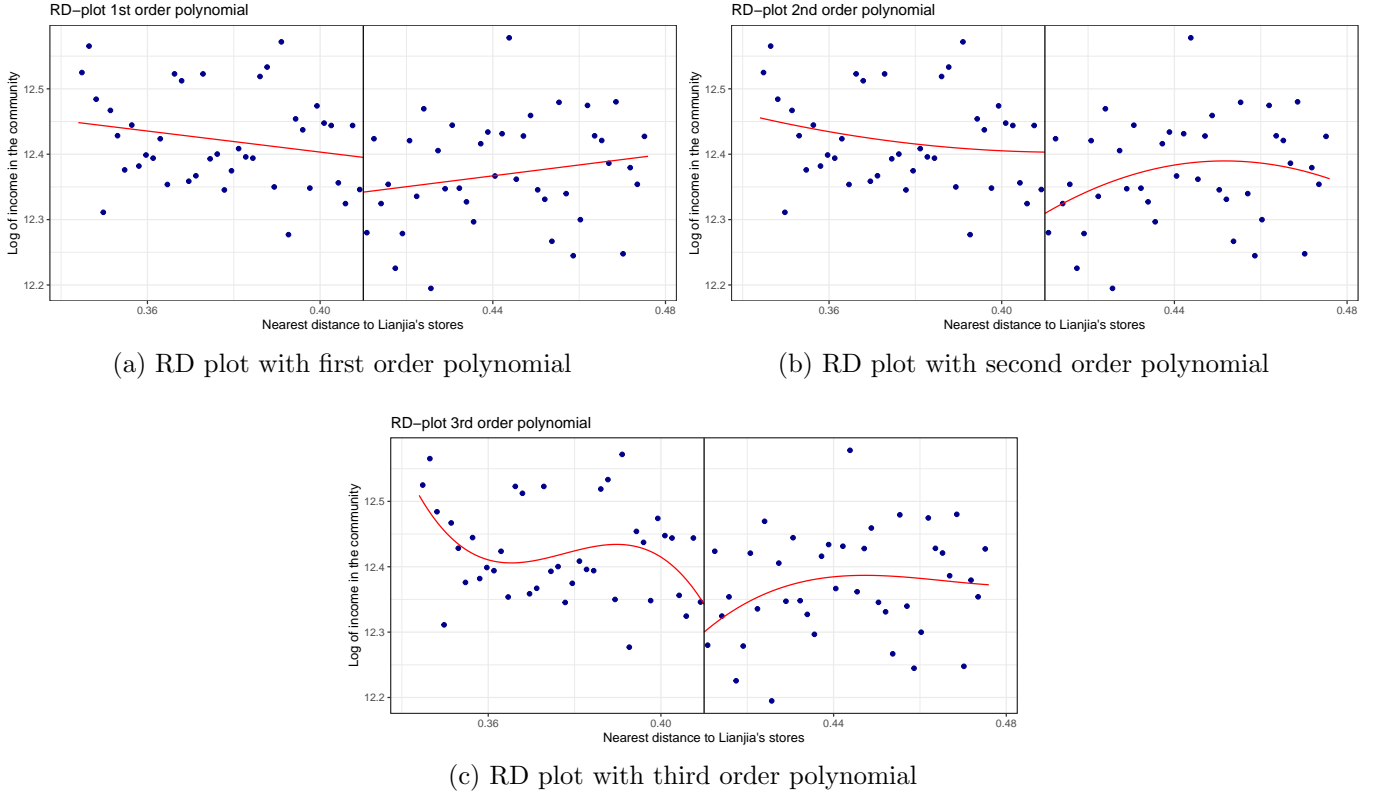 RD−plot 1st order polynomial
Log of income in the community
12.5
12.4
12.3
12.2
0.36
0.40
0.44
0.48
Nearest distance to Lianjia's stores
(a) RD plot with first order polynomial
RD−plot 2nd order polynomial
Log of income in the community
12.5
12.4
12.3
12.2
0.36
0.40
0.44
0.48
Nearest distance to Lianjia's stores
(b) RD plot with second order polynomial
RD−plot 3rd order polynomial
Log of income in the community
12.5
12.4
12.3
12.2
0.36
0.40
0.44
0.48
Nearest distance to Lianjia's stores
(c) RD plot with third order polynomial